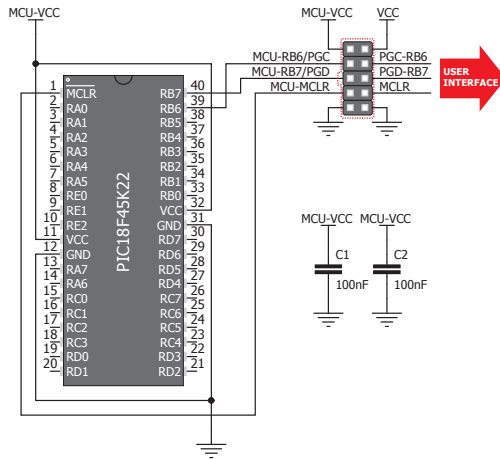 MCU-VCC
MCU-VCC VCC
MCU-RB6/PGC PGC-RB6
MCU-RB7/PGD PGD-RB7
MCU-MCLR MCLR
USER
INTERFACE
1 MCLR RB7 40
2 RA0 RB6 39
3 RA1 RB5 38
4 RA2 RB4 37
5 RA3 RB3 36
6 RA4 RB2 35
7 RA5 RB1 34
8 RE0 RB0 33
9 RE1 VCC 32
10 RE2 GND 31
11 VCC RD7 30
12 GND RD6 29
13 RA7 RD5 28
14 RA6 RD4 27
15 RC0 RC7 26
16 RC1 RC6 25
17 RC2 RC5 24
18 RC3 RC4 23
19 RD0 RD3 22
20 RD1 RD2 21
PIC18F45K22
MCU-VCC MCU-VCC
C1 C2
100nF 100nF